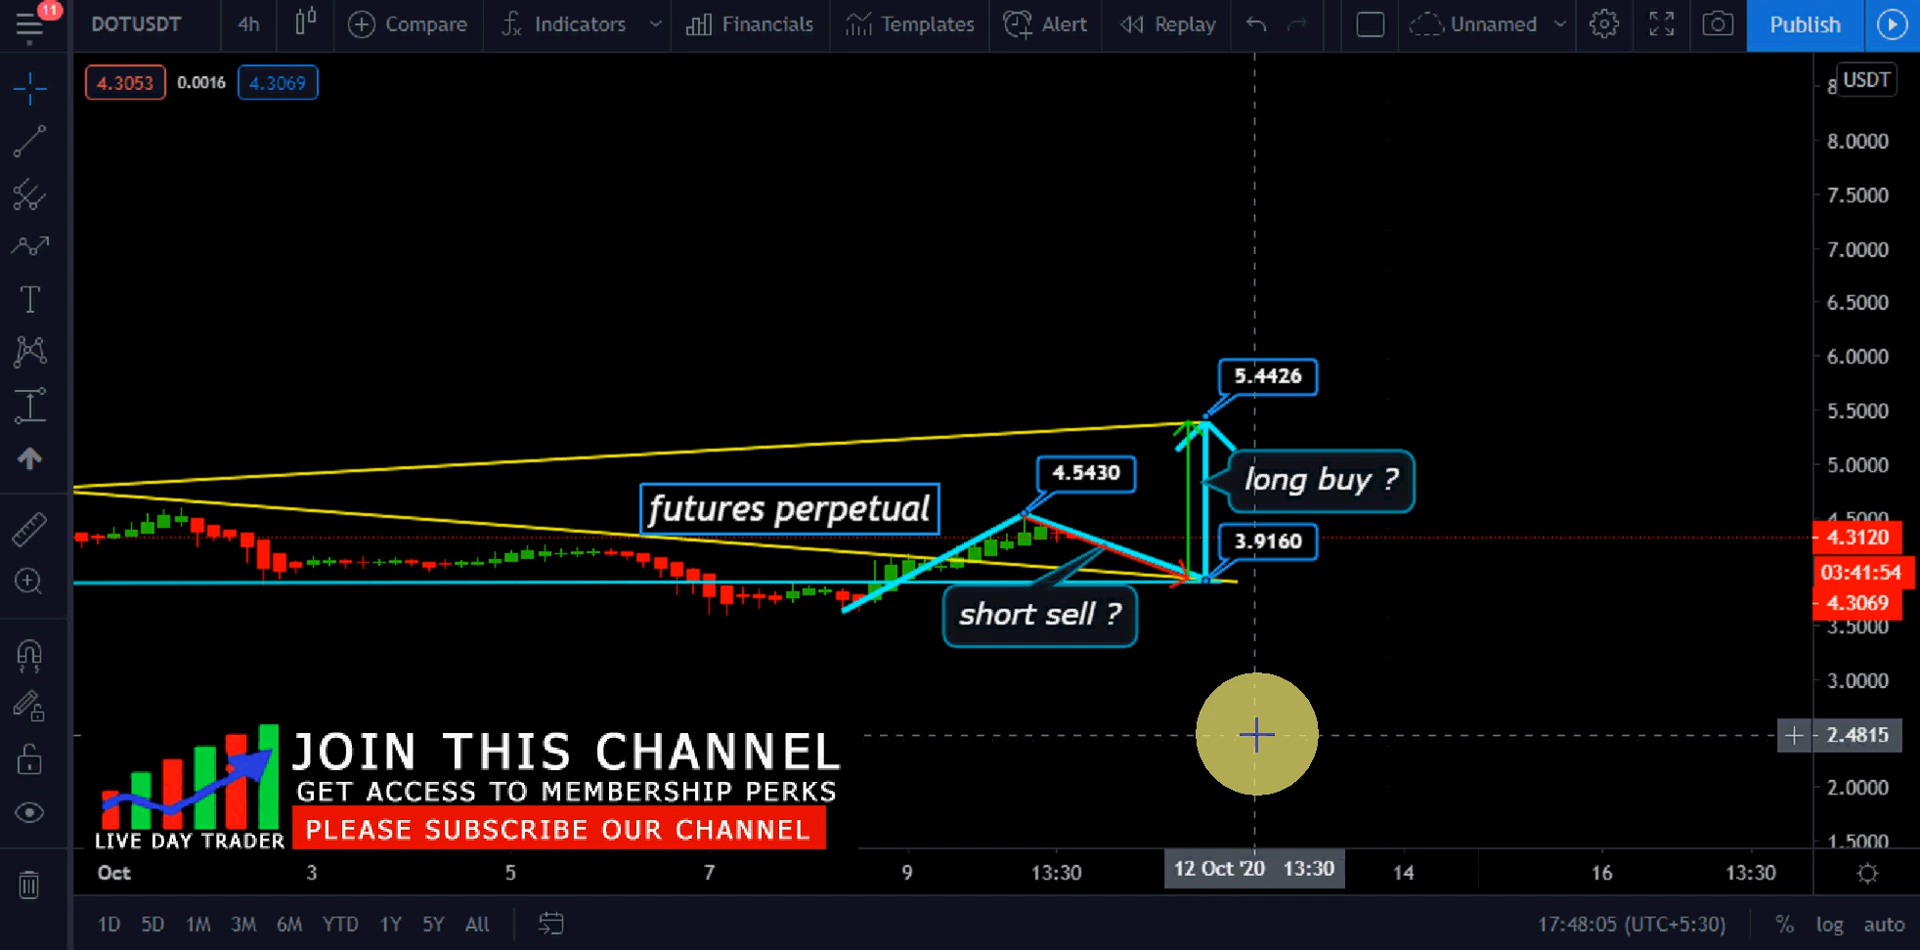 11
DOTUSDT 4h Compare fx Indicators Financials Templates Alert Replay Unnamed Publish
4.3053 0.0016 4.3069
USDT
8.0000
7.5000
7.0000
6.5000
6.0000
5.5000
5.0000
4.5000
4.3120
03:41:54
4.3069
3.5000
3.0000
2.4815
2.0000
1.5000
5.4426
long buy ?
4.5430
futures perpetual
3.9160
short sell ?
JOIN THIS CHANNEL
GET ACCESS TO MEMBERSHIP PERKS
PLEASE SUBSCRIBE OUR CHANNEL
LIVE DAY TRADER
Oct 3 5 7 9 13:30 12 Oct '20 13:30 14 16 13:30
1D 5D 1M 3M 6M YTD 1Y 5Y All 17:48:05 (UTC+5:30) % log auto